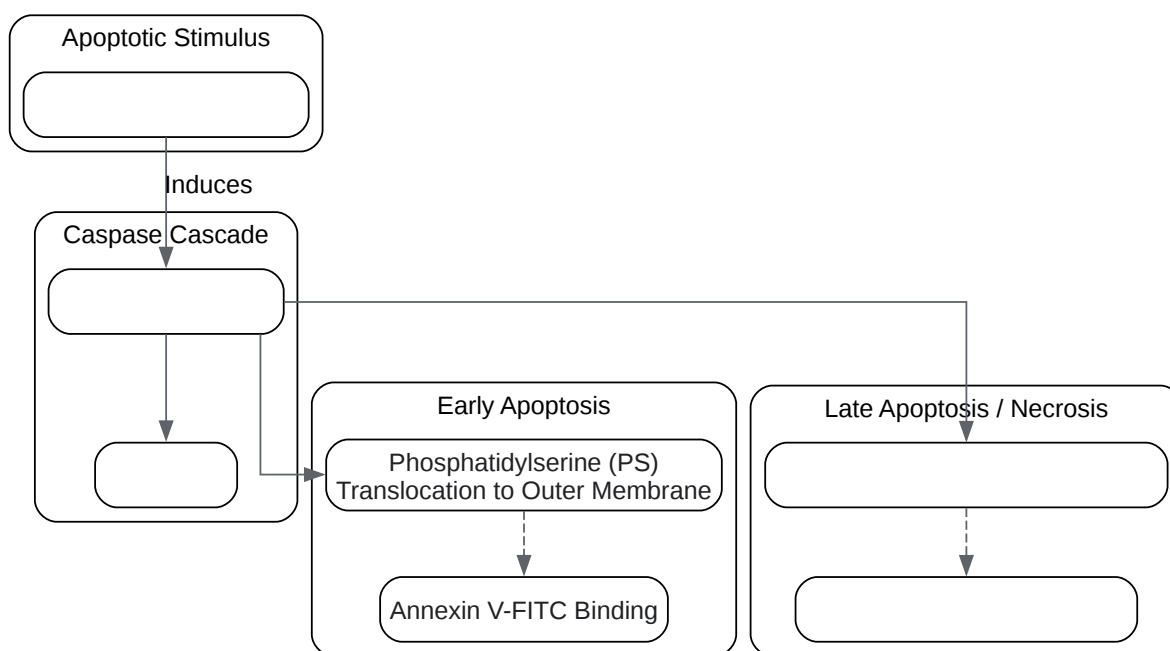 Apoptotic Stimulus
Induces
Caspase Cascade
Early Apoptosis
Phosphatidylserine (PS)
Translocation to Outer Membrane
Annexin V-FITC Binding
Late Apoptosis / Necrosis